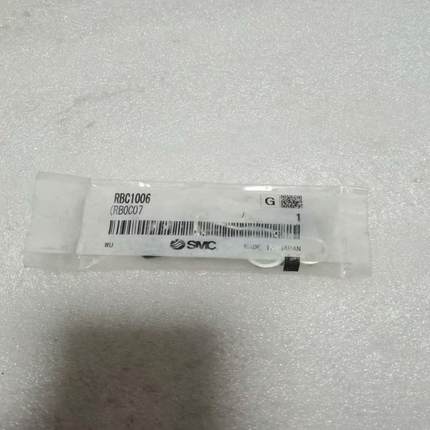 RBC1006
G
(RB0C07
1
WU
SMC
MADE IN JAPAN